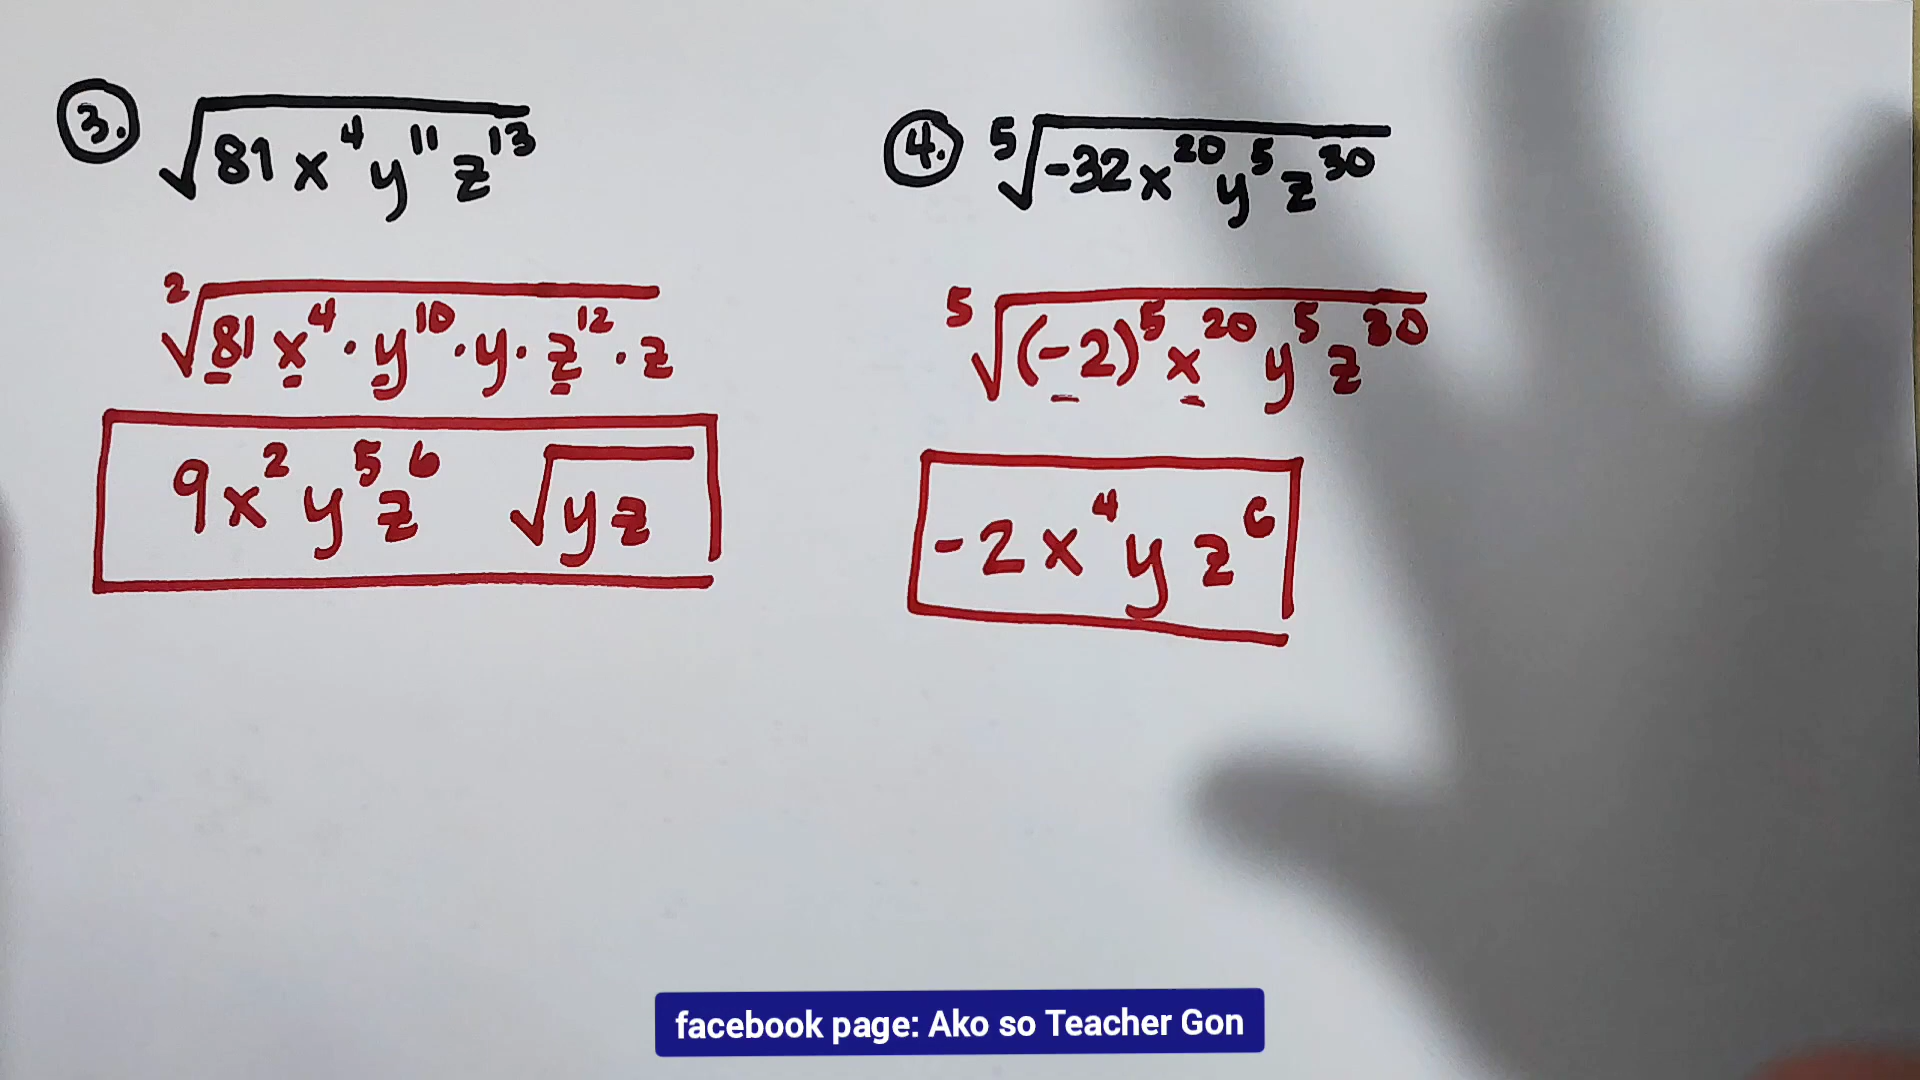 3. √81x⁴y¹¹z¹³
²√81x⁴·y¹⁰·y·z¹²·z
9x²y⁵z⁶ √yz
4. ⁵√-32x²⁰y⁵z³⁰
⁵√(-2)⁵x²⁰y⁵z³⁰
-2x⁴yz⁶
facebook page: Ako so Teacher Gon